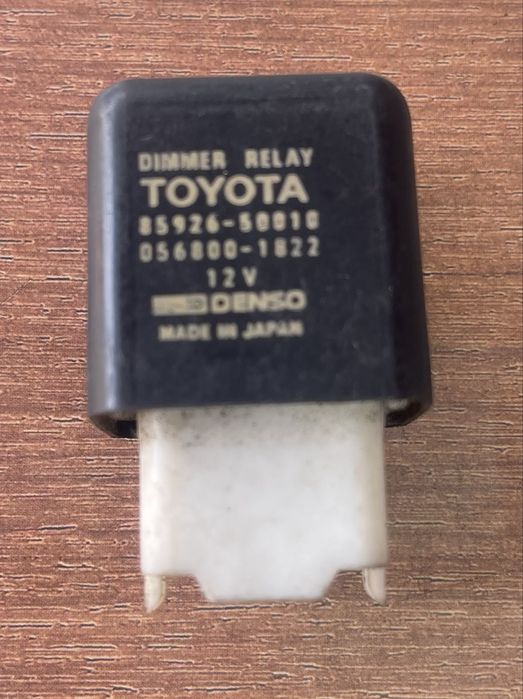 DIMMER RELAY
TOYOTA
85926-50010
056800-1822
12V
DENSO
MADE IN JAPAN